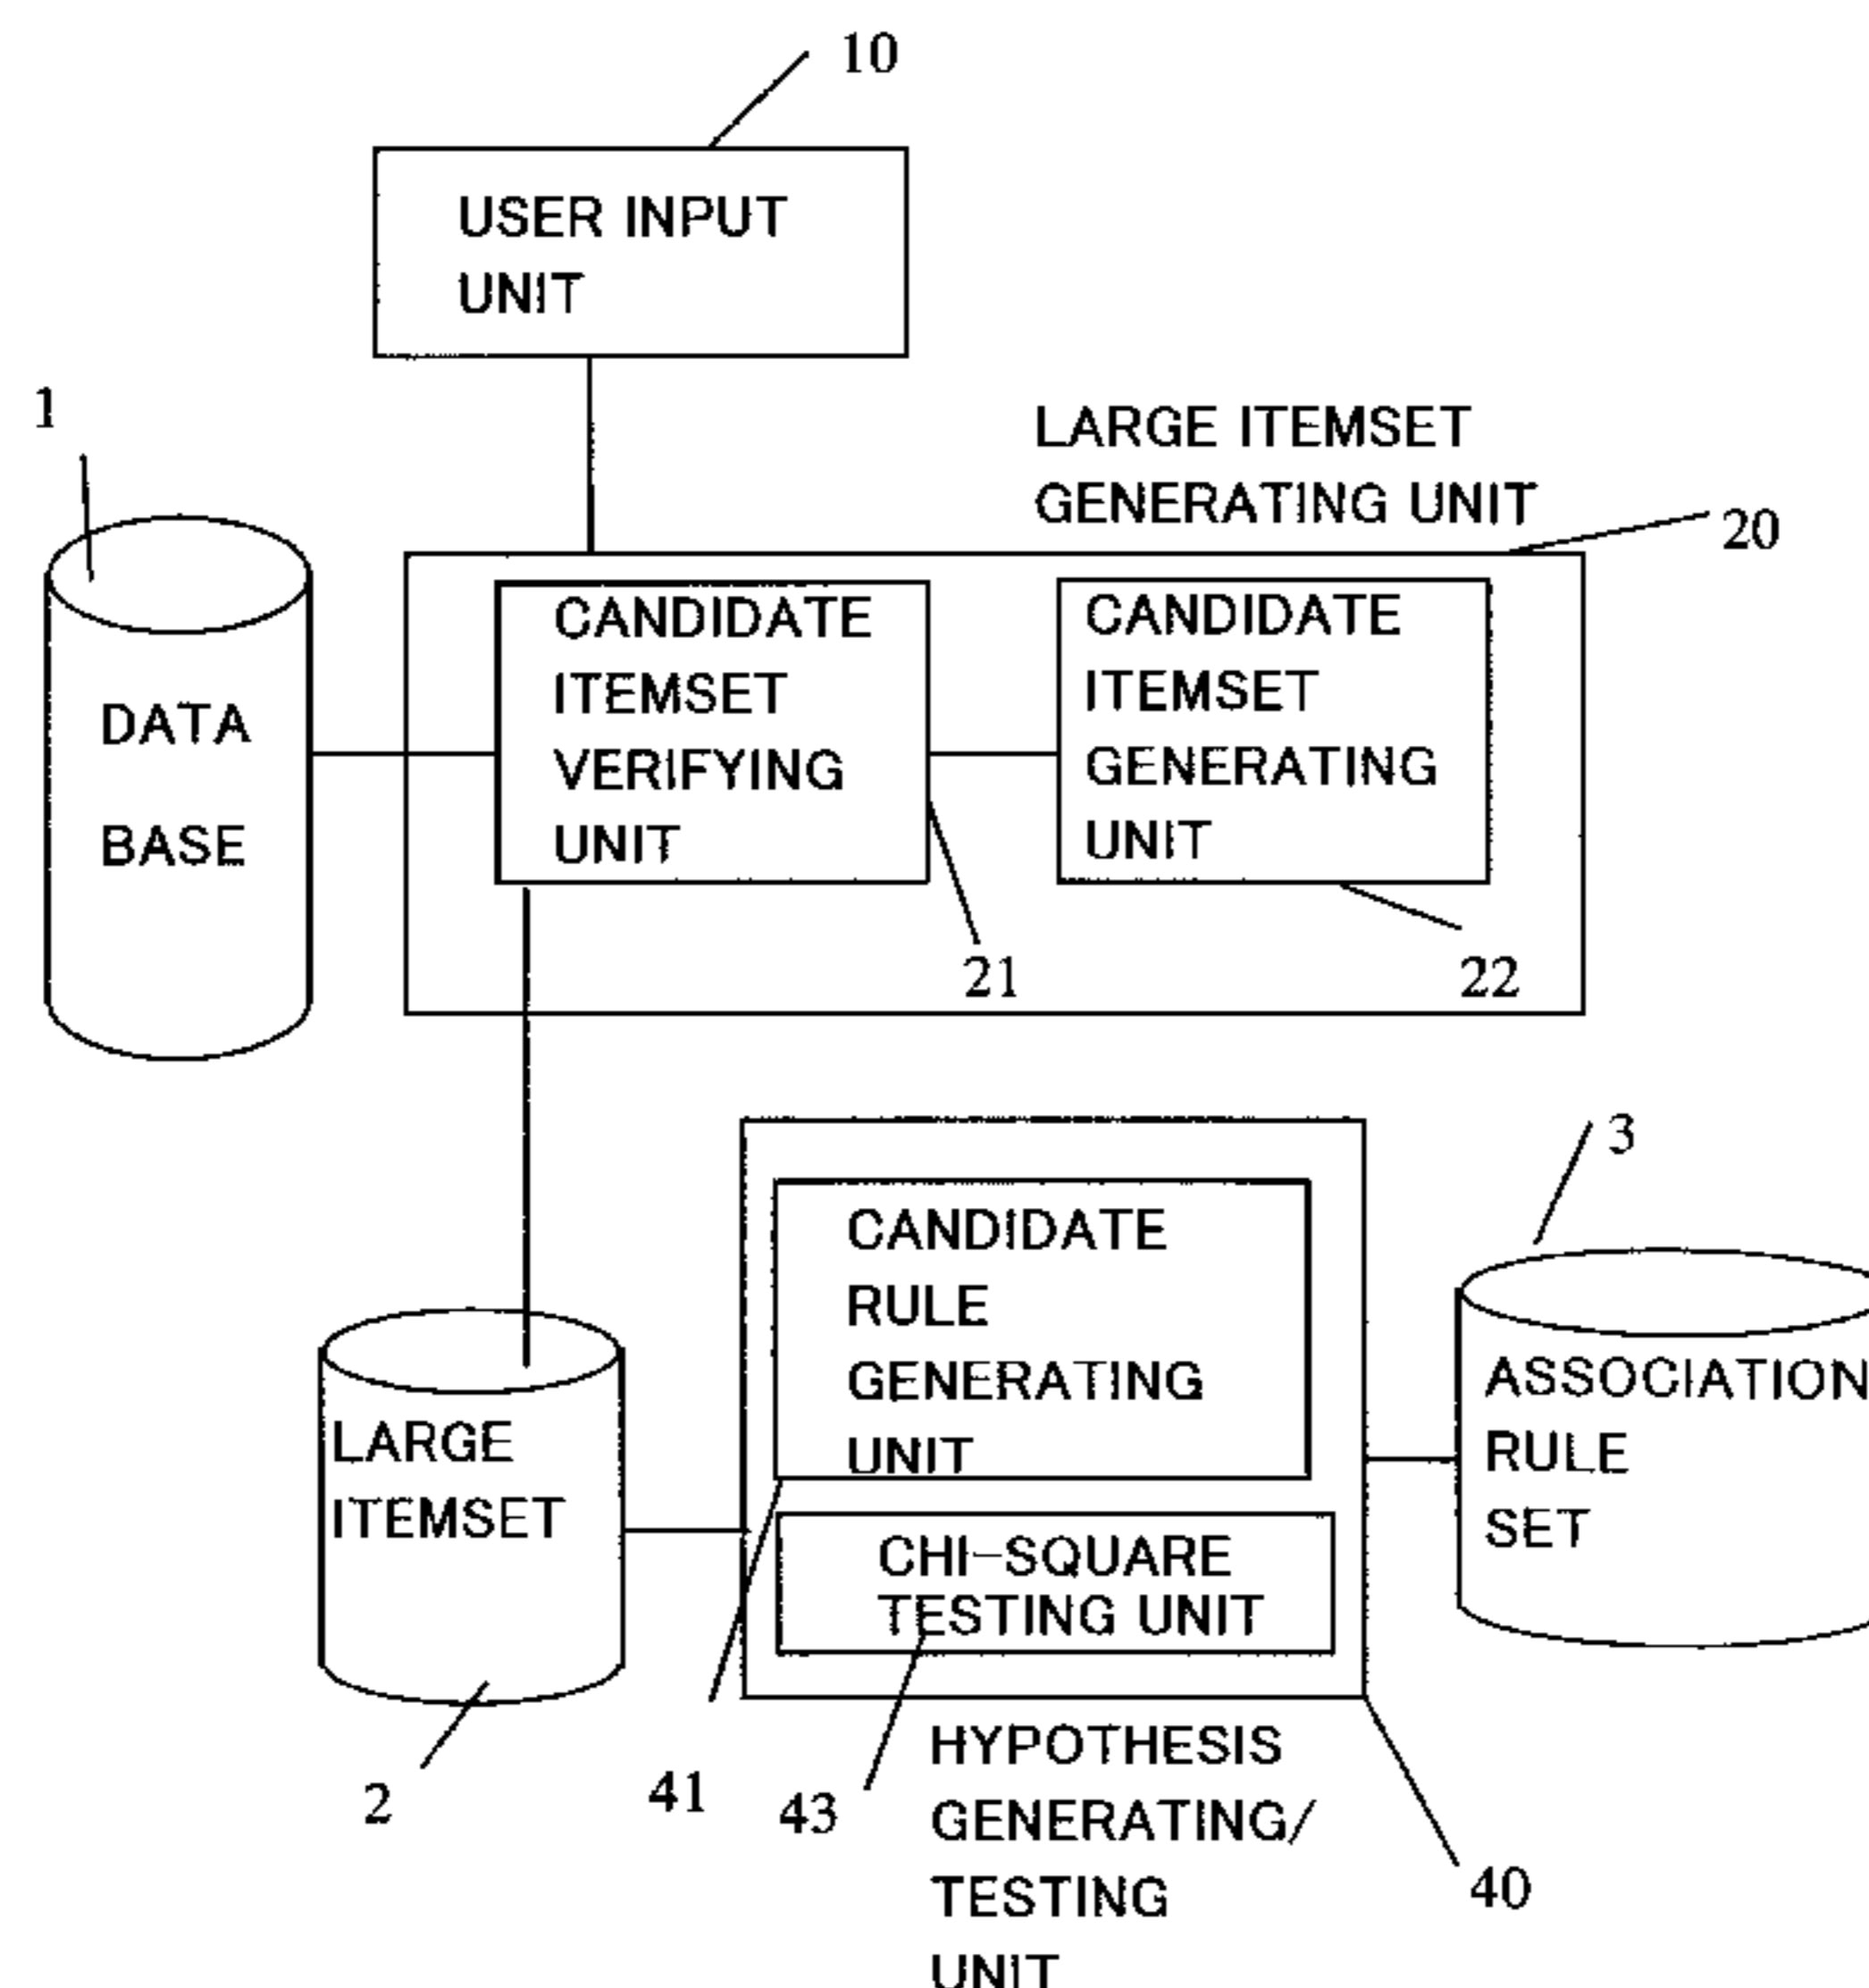 10
USER INPUT
UNIT
1
LARGE ITEMSET
GENERATING UNIT
20
DATA
BASE
CANDIDATE
ITEMSET
VERIFYING
UNIT
CANDIDATE
ITEMSET
GENERATING
UNIT
21
22
3
CANDIDATE
RULE
GENERATING
UNIT
LARGE
ITEMSET
ASSOCIATION
RULE
SET
CHI-SQUARE
TESTING UNIT
2
41
43
HYPOTHESIS
GENERATING/
TESTING
UNIT
40